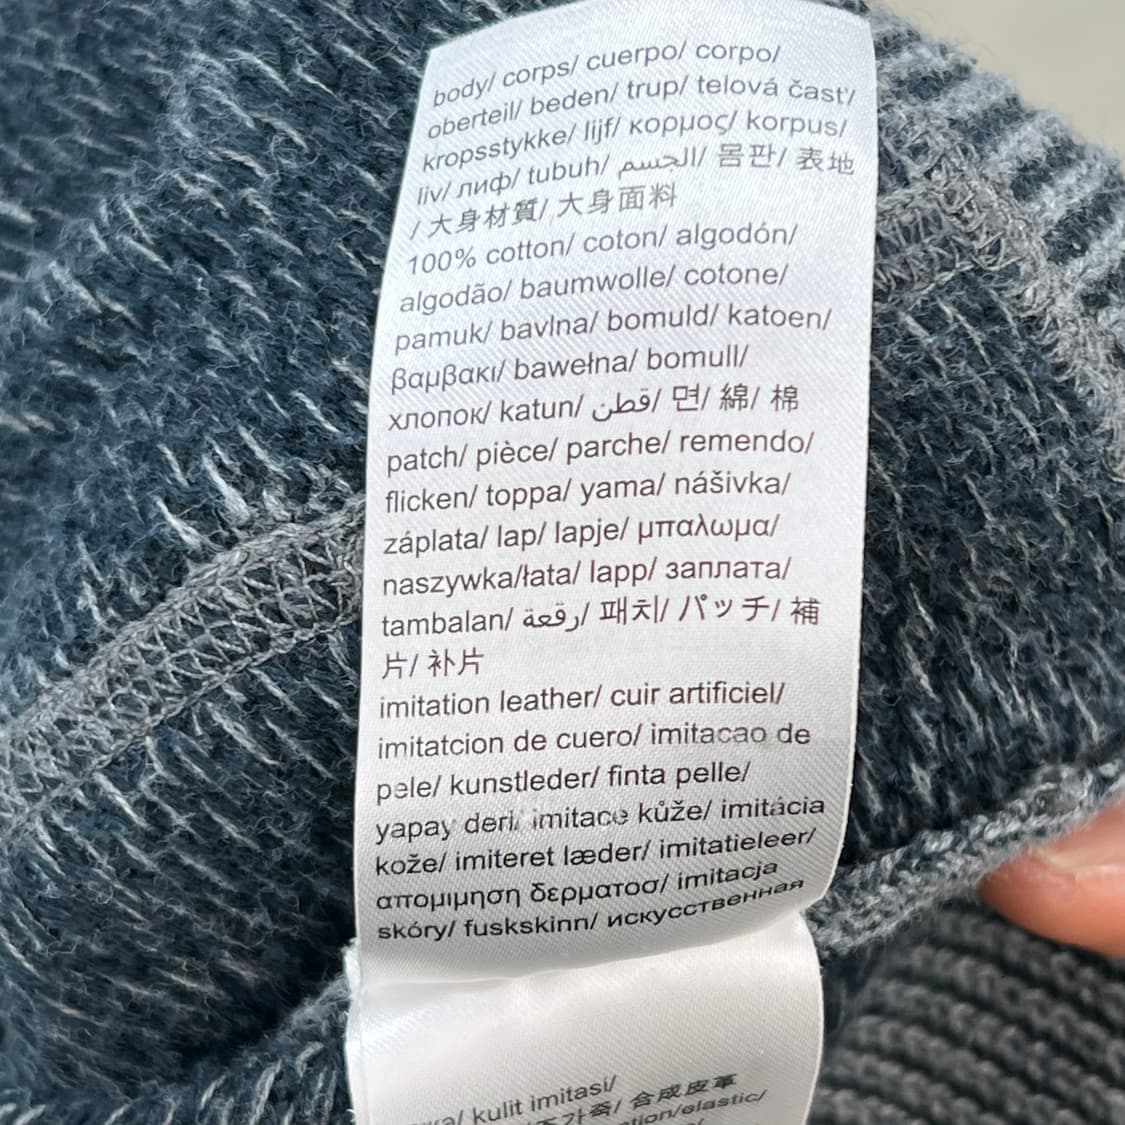 body/ corps/ cuerpo/ corpo/
oberteil/ beden/ trup/ telová časť/
kropsstykke/ lijf/ κορμος/ korpus/
liv/ лиф/ tubuh/ الجسم/ 몸판/ 表地
/ 大身材質/ 大身面料
100% cotton/ coton/ algodón/
algodão/ baumwolle/ cotone/
pamuk/ bavlna/ bomuld/ katoen/
βαμβακι/ bawełna/ bomull/
хлопок/ katun/ قطن/ 면/ 綿/ 棉
patch/ pièce/ parche/ remendo/
flicken/ toppa/ yama/ nášivka/
záplata/ lap/ lapje/ μπαλωμα/
naszywka/łata/ lapp/ заплата/
tambalan/ رقعة/ 패치/ パッチ/ 補
片/ 补片
imitation leather/ cuir artificiel/
imitatcion de cuero/ imitacao de
pele/ kunstleder/ finta pelle/
yapay deri/ imitace kůže/ imitácia
kože/ imiteret læder/ imitatieleer/
απομιμηση δερματοσ/ imitacja
skóry/ fuskskinn/ искусственная
kulit imitasi/
가죽/ 合成皮革
elastic/